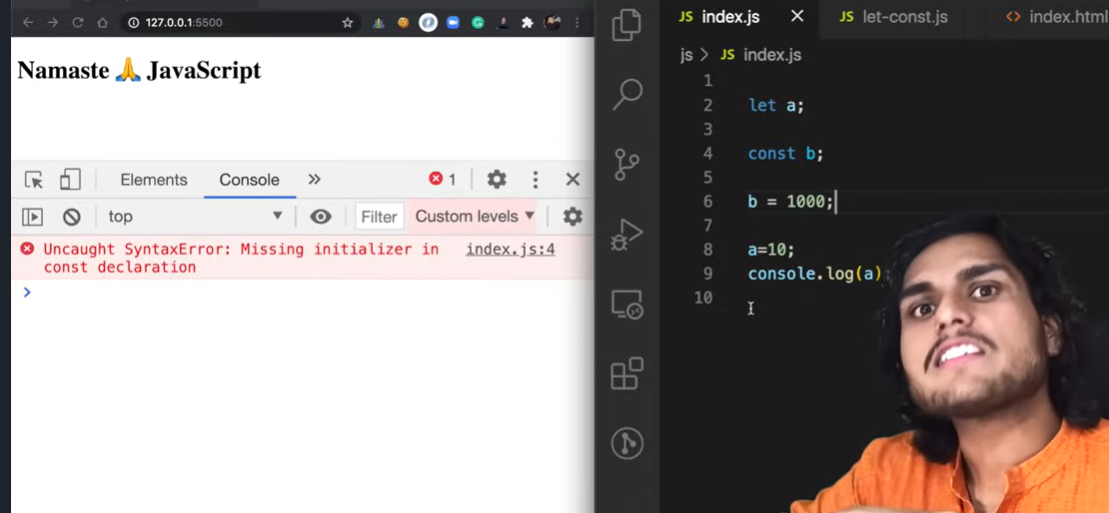 127.0.0.1:5500
Namaste 🙏 JavaScript
Elements Console » 1
top Filter Custom levels ▼
Uncaught SyntaxError: Missing initializer in const declaration index.js:4
>
JS index.js × JS let-const.js <> index.html
js > JS index.js
1
2 let a;
3
4 const b;
5
6 b = 1000;
7
8 a=10;
9 console.log(a);
10